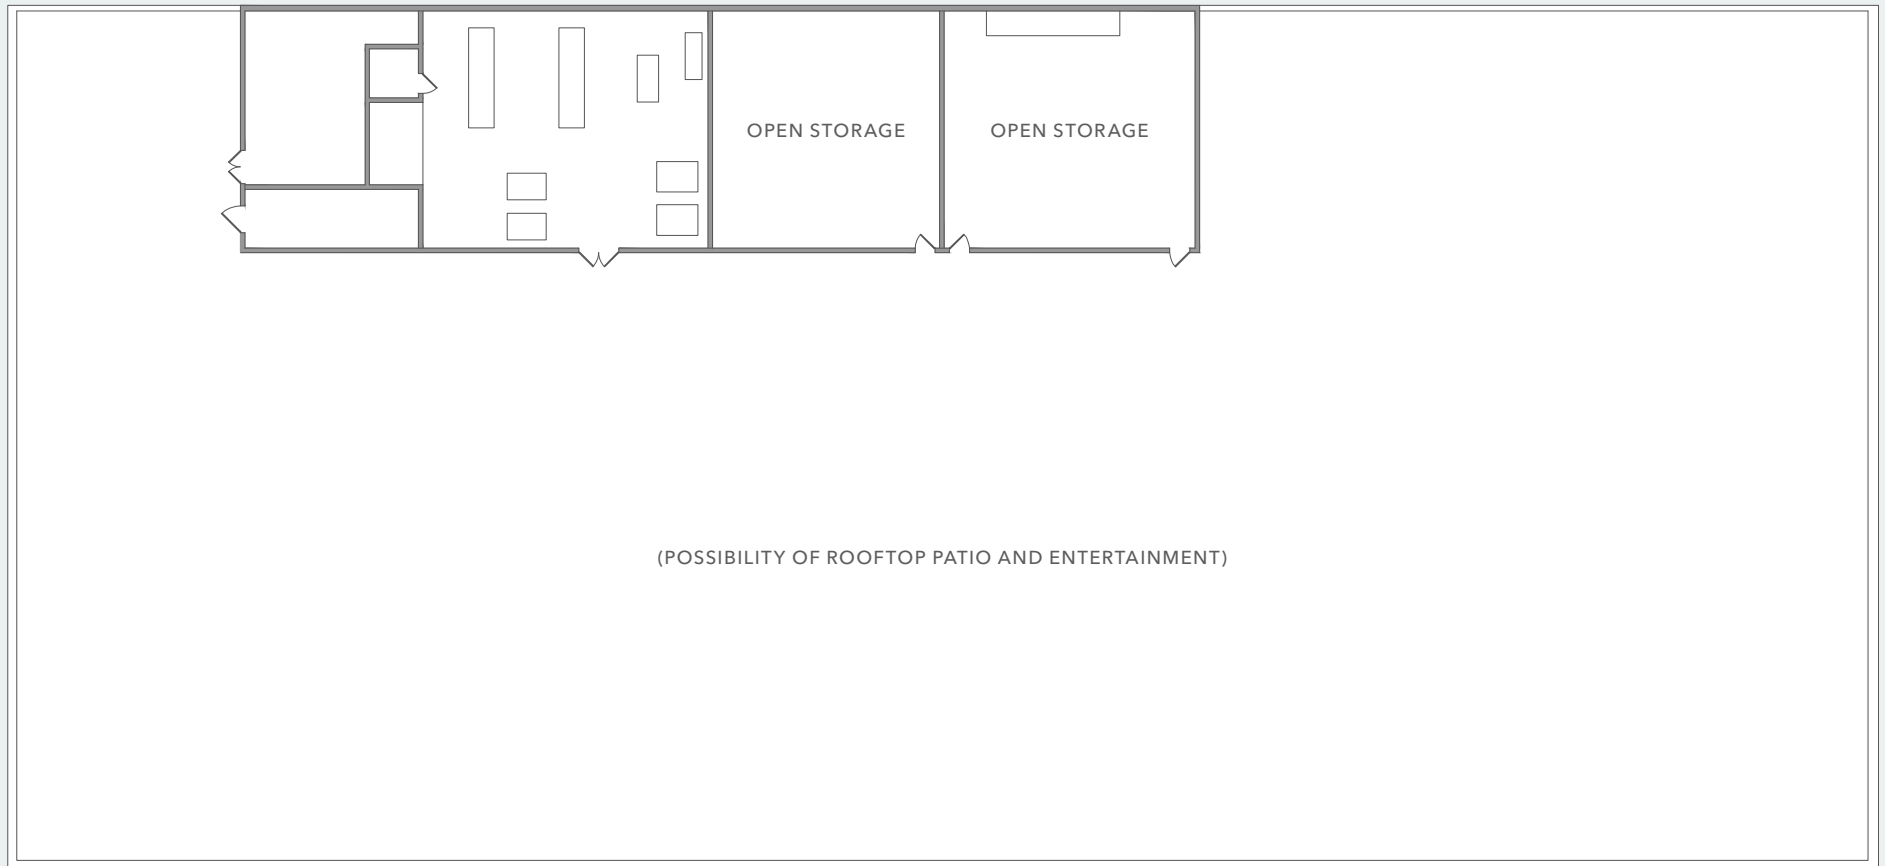 OPEN STORAGE
OPEN STORAGE
(POSSIBILITY OF ROOFTOP PATIO AND ENTERTAINMENT)